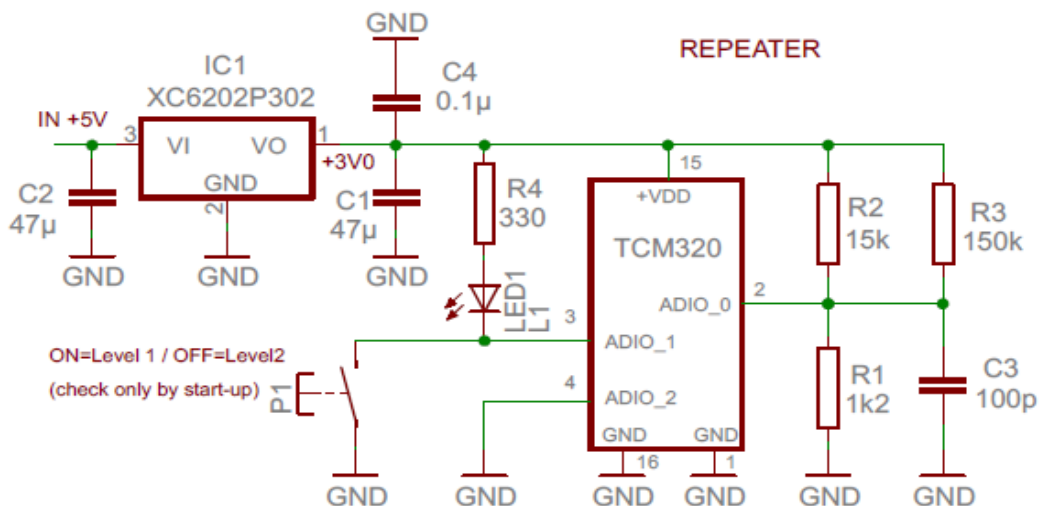 GND
REPEATER
IC1
XC6202P302
C4
0.1µ
IN +5V
3
VI
VO
1
+3V0
GND
2
C2
47µ
C1
47µ
GND
GND
GND
R4
330
15
+VDD
TCM320
R2
15k
R3
150k
LED1
L1
ADIO_0
2
3
ADIO_1
ON=Level 1 / OFF=Level2
(check only by start-up)
P1
4
ADIO_2
R1
1k2
C3
100p
GND
GND
16
1
GND
GND
GND
GND
GND
GND